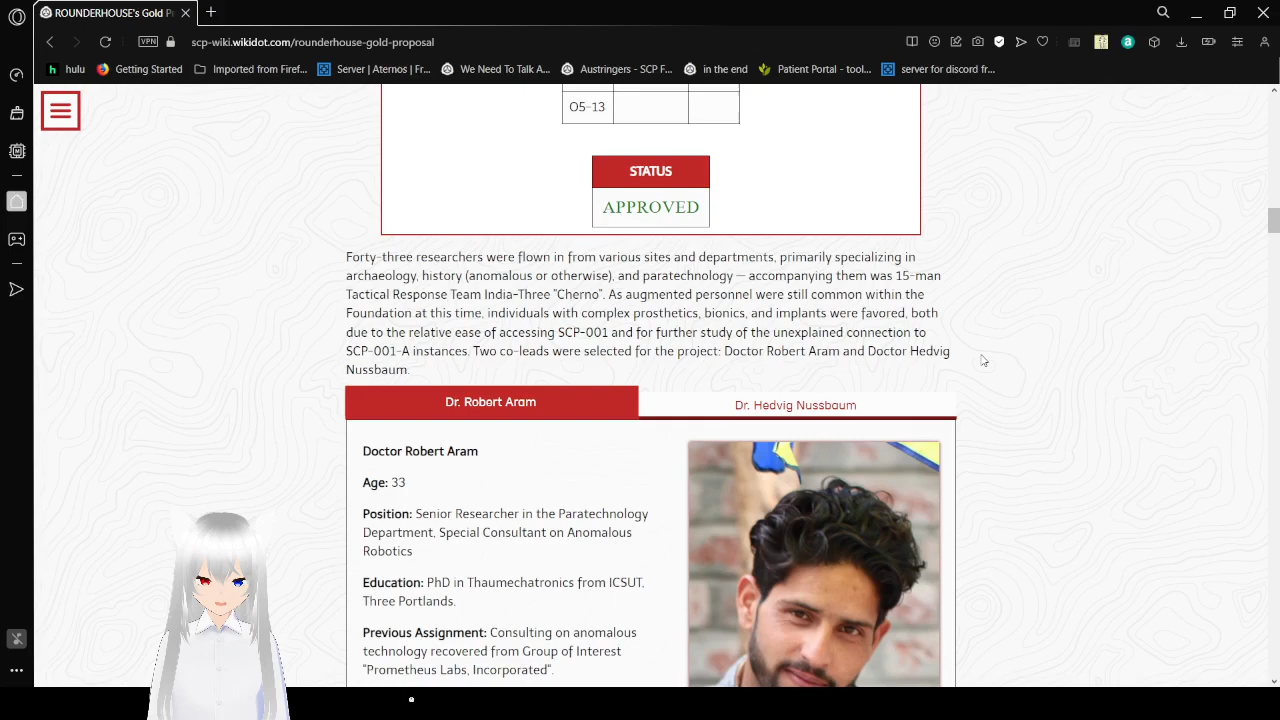 ROUNDERHOUSE's Gold P
VPN scp-wiki.wikidot.com/rounderhouse-gold-proposal
h hulu Getting Started Imported from Firef... Server | Aternos | Fr... We Need To Talk A... Austringers - SCP F... in the end Patient Portal - tool... server for discord fr...
O5-13
STATUS
APPROVED
Forty-three researchers were flown in from various sites and departments, primarily specializing in
archaeology, history (anomalous or otherwise), and paratechnology — accompanying them was 15-man
Tactical Response Team India-Three "Cherno". As augmented personnel were still common within the
Foundation at this time, individuals with complex prosthetics, bionics, and implants were favored, both
due to the relative ease of accessing SCP-001 and for further study of the unexplained connection to
SCP-001-A instances. Two co-leads were selected for the project: Doctor Robert Aram and Doctor Hedvig
Nussbaum.
Dr. Robert Aram Dr. Hedvig Nussbaum
Doctor Robert Aram
Age: 33
Position: Senior Researcher in the Paratechnology
Department, Special Consultant on Anomalous
Robotics
Education: PhD in Thaumechatronics from ICSUT,
Three Portlands.
Previous Assignment: Consulting on anomalous
technology recovered from Group of Interest
"Prometheus Labs, Incorporated".